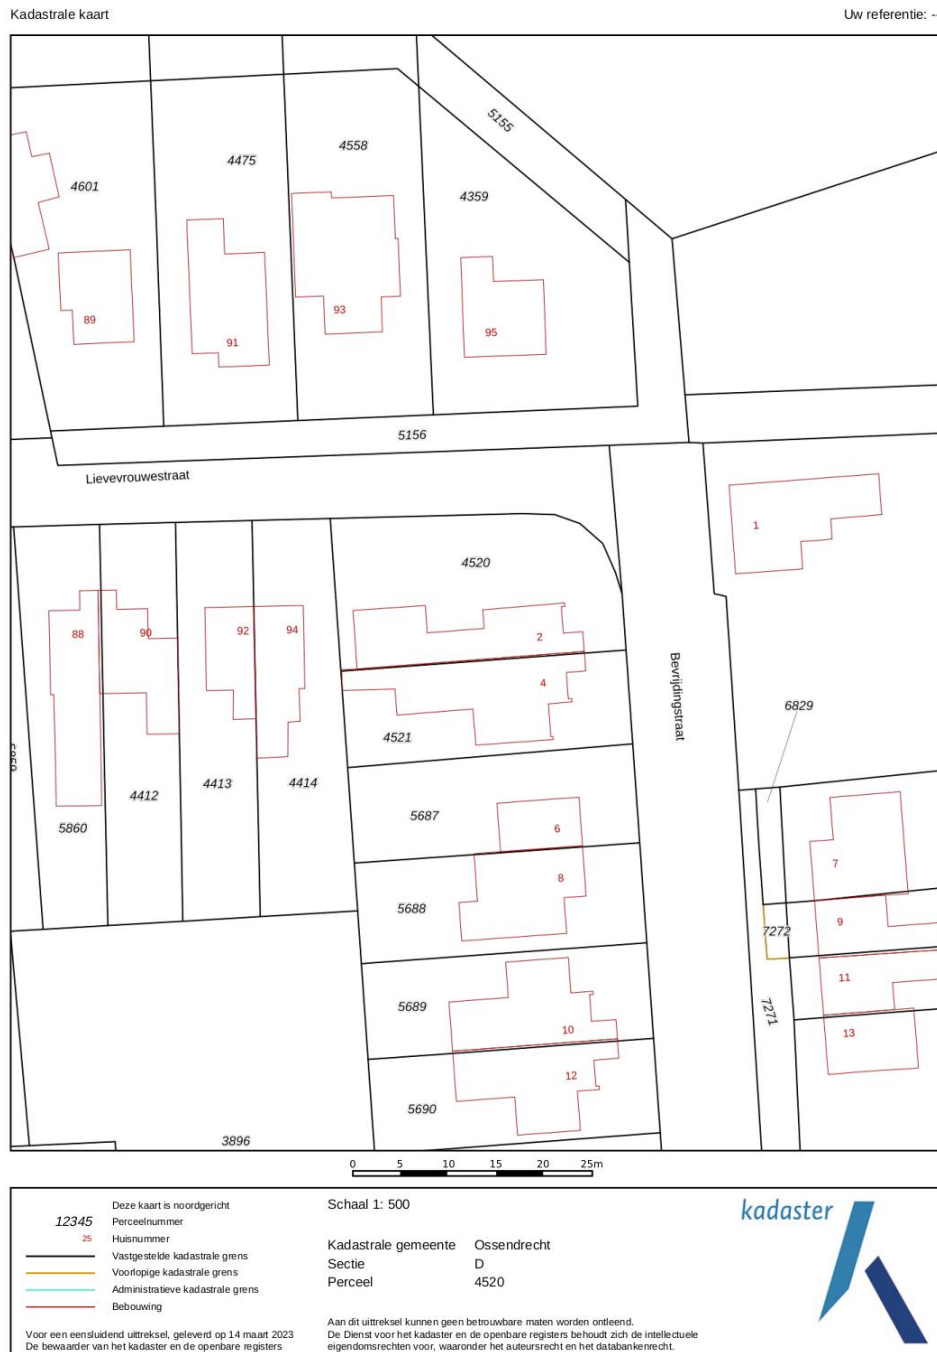 Kadastrale kaart
Uw referentie: --
5155
4558
4475
4601
4359
93
89
91
95
5156
Lievevrouwestraat
1
4520
88
90
92
94
2
Bevrijdingstraat
4
6829
4521
5859
4413
4414
4412
5687
5860
6
7
8
5688
9
7272
11
5689
7271
10
13
12
5690
3896
0 5 10 15 20 25m
Deze kaart is noordgericht
12345 Perceelnummer
25 Huisnummer
Vastgestelde kadastrale grens
Voorlopige kadastrale grens
Administratieve kadastrale grens
Bebouwing
Voor een eensluidend uittreksel, geleverd op 14 maart 2023
De bewaarder van het kadaster en de openbare registers
Schaal 1: 500
Kadastrale gemeente Ossendrecht
Sectie D
Perceel 4520
Aan dit uittreksel kunnen geen betrouwbare maten worden ontleend.
De Dienst voor het kadaster en de openbare registers behoudt zich de intellectuele
eigendomsrechten voor, waaronder het auteursrecht en het databankenrecht.
kadaster